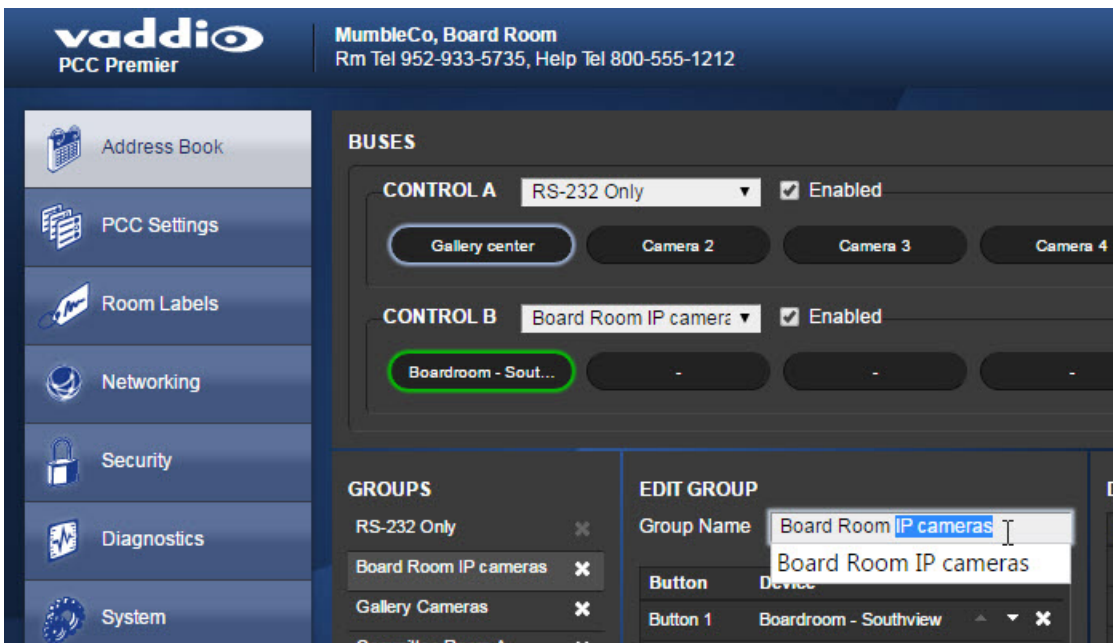 vaddio
PCC Premier
MumbleCo, Board Room
Rm Tel 952-933-5735, Help Tel 800-555-1212
Address Book
PCC Settings
Room Labels
Networking
Security
Diagnostics
System
BUSES
CONTROL A RS-232 Only Enabled
Gallery center Camera 2 Camera 3 Camera 4
CONTROL B Board Room IP camera Enabled
Boardroom - Sout... - - -
GROUPS
RS-232 Only
Board Room IP cameras
Gallery Cameras
EDIT GROUP
Group Name Board Room IP cameras
Board Room IP cameras
Button Device
Button 1 Boardroom - Southview